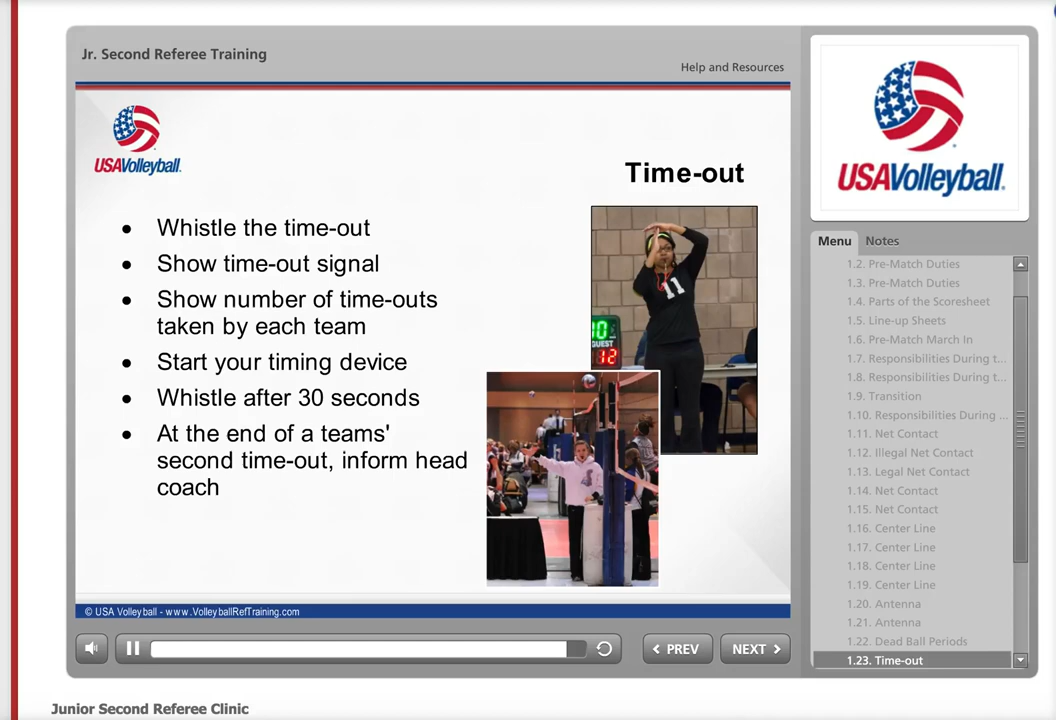 Jr. Second Referee Training
Help and Resources
USAVolleyball.
Time-out
• Whistle the time-out
• Show time-out signal
• Show number of time-outs
taken by each team
• Start your timing device
• Whistle after 30 seconds
• At the end of a teams'
second time-out, inform head
coach
11
10
GUEST
12
© USA Volleyball - www.VolleyballRefTraining.com
< PREV
NEXT >
USAVolleyball.
Menu
Notes
1.2. Pre-Match Duties
1.3. Pre-Match Duties
1.4. Parts of the Scoresheet
1.5. Line-up Sheets
1.6. Pre-Match March In
1.7. Responsibilities During t...
1.8. Responsibilities During t...
1.9. Transition
1.10. Responsibilities During ...
1.11. Net Contact
1.12. Illegal Net Contact
1.13. Legal Net Contact
1.14. Net Contact
1.15. Net Contact
1.16. Center Line
1.17. Center Line
1.18. Center Line
1.19. Center Line
1.20. Antenna
1.21. Antenna
1.22. Dead Ball Periods
1.23. Time-out
Junior Second Referee Clinic